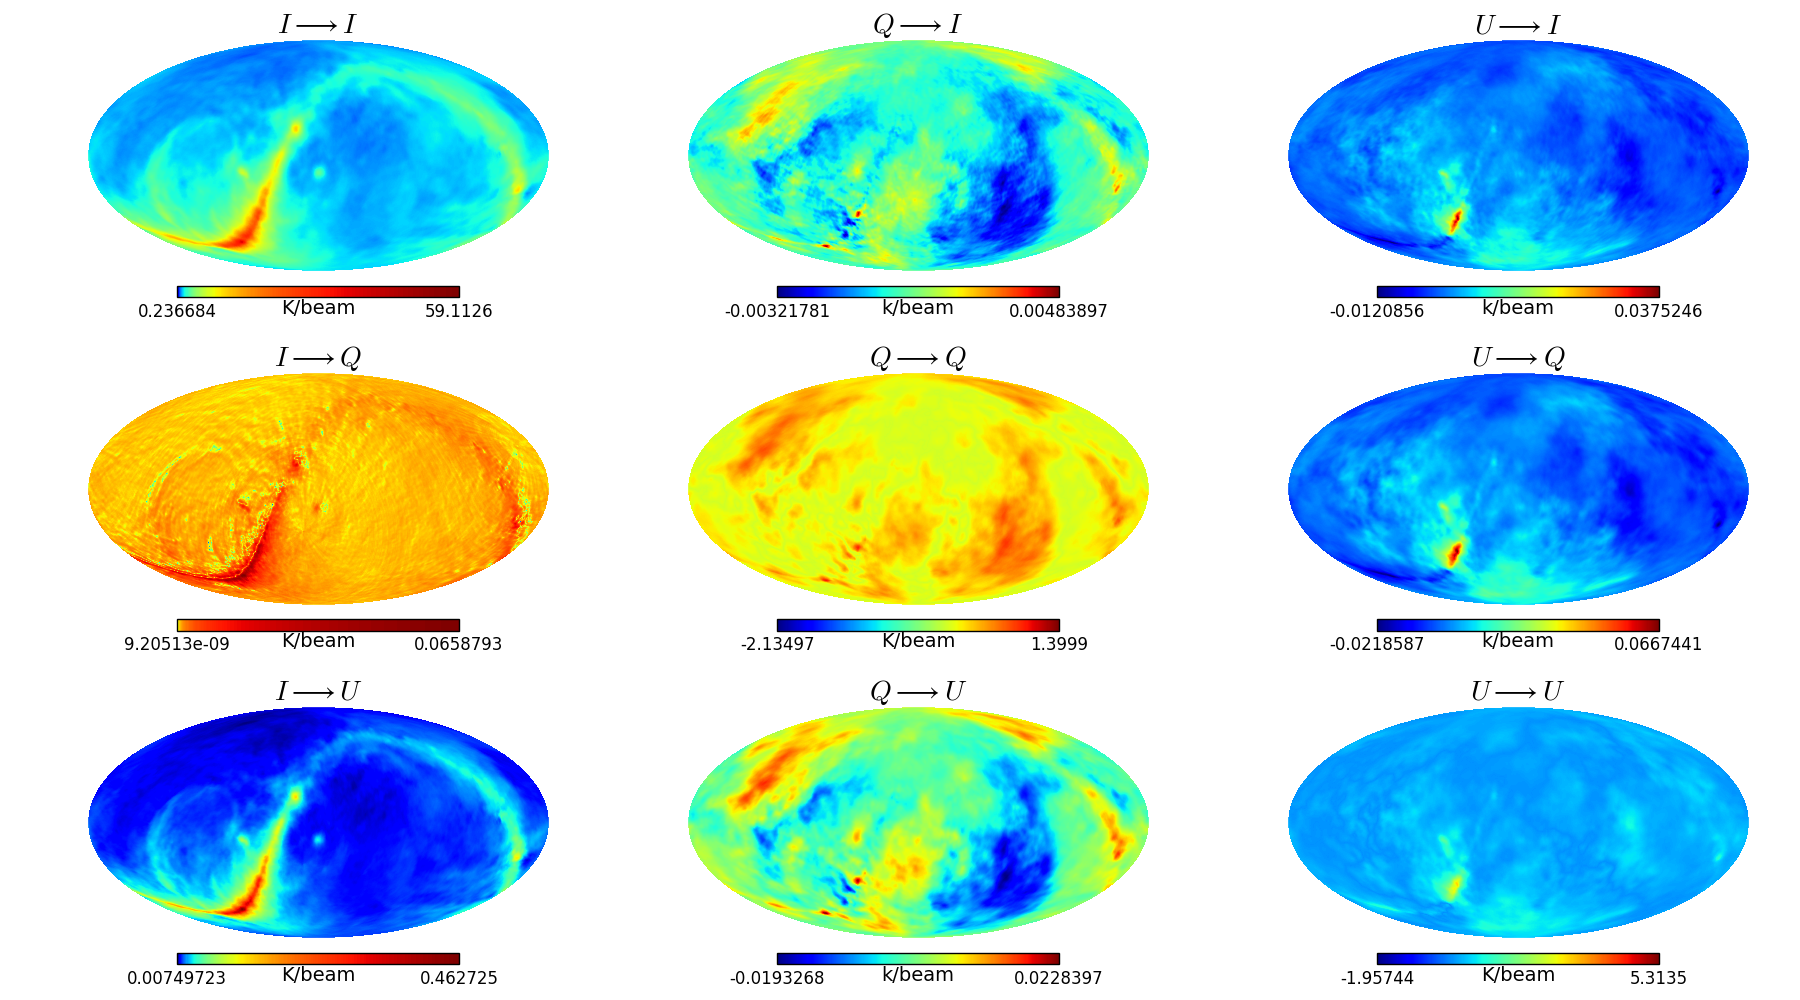 I → I
Q → I
U → I
K/beam
0.236684 59.1126
K/beam
-0.00321781 0.00483897
K/beam
-0.0120856 0.0375246
I → Q
Q → Q
U → Q
K/beam
9.20513e-09 0.0658793
K/beam
-2.13497 1.3999
K/beam
-0.0218587 0.0667441
I → U
Q → U
U → U
K/beam
0.00749723 0.462725
K/beam
-0.0193268 0.0228397
K/beam
-1.95744 5.3135